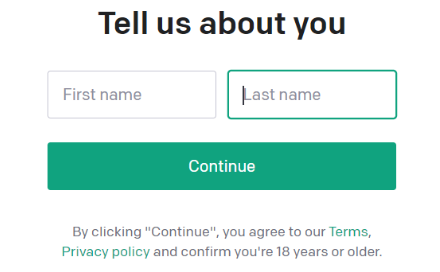 Tell us about you
First name Last name
Continue
By clicking "Continue", you agree to our Terms,
Privacy policy and confirm you're 18 years or older.